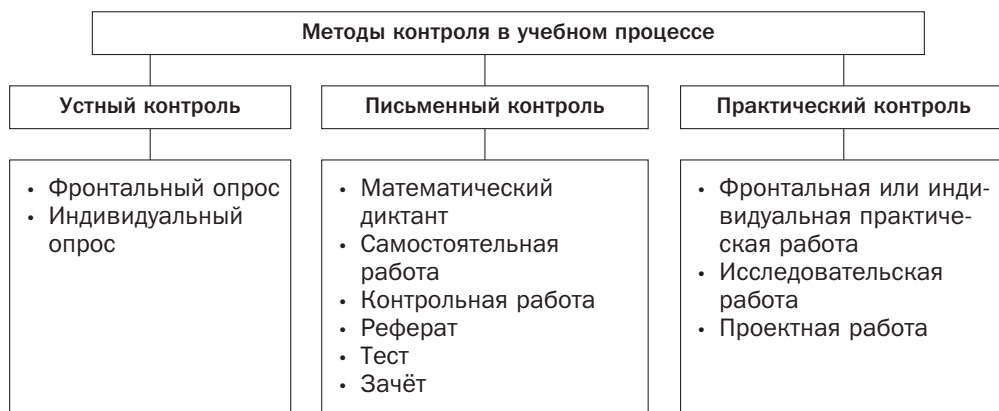 Методы контроля в учебном процессе
Устный контроль
• Фронтальный опрос
• Индивидуальный
опрос
Письменный контроль
• Математический
диктант
• Самостоятельная
работа
• Контрольная работа
• Реферат
• Тест
• Зачёт
Практический контроль
• Фронтальная или инди-
видуальная практиче-
ская работа
• Исследовательская
работа
• Проектная работа